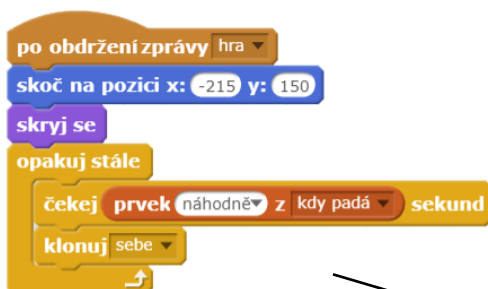 po obdržení zprávy hra
skoč na pozici x: -215 y: 150
skryj se
opakuj stále
čekej prvek náhodně z kdy padá sekund
klonuj sebe